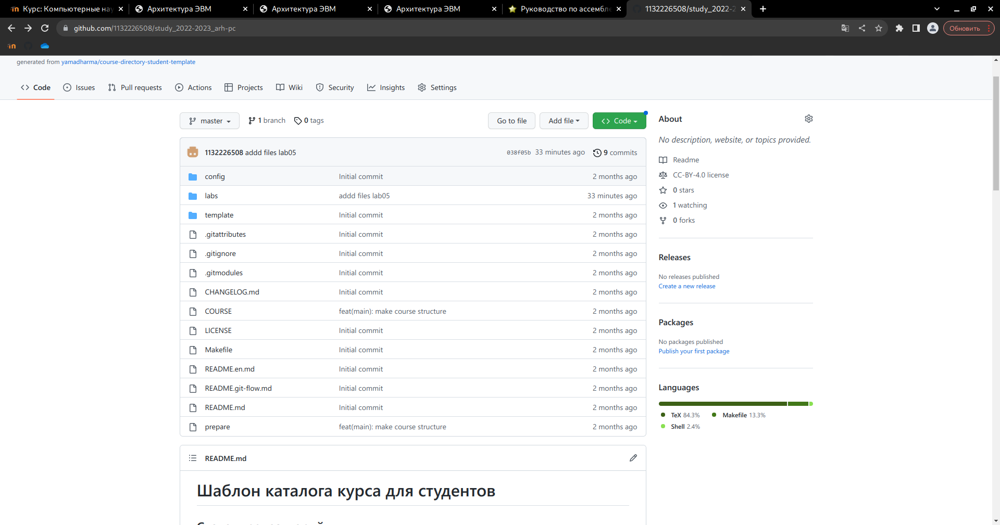 Курс: Компьютерные нау
Архитектура ЭВМ
Архитектура ЭВМ
Архитектура ЭВМ
Руководство по ассембле
1132226508/study_2022-2
github.com/1132226508/study_2022-2023_arh-pc
Обновить
generated from yamadharma/course-directory-student-template
Code
Issues
Pull requests
Actions
Projects
Wiki
Security
Insights
Settings
master
1 branch
0 tags
Go to file
Add file
Code
1132226508 addd files lab05
038f05b 33 minutes ago
9 commits
config Initial commit 2 months ago
labs addd files lab05 33 minutes ago
template Initial commit 2 months ago
.gitattributes Initial commit 2 months ago
.gitignore Initial commit 2 months ago
.gitmodules Initial commit 2 months ago
CHANGELOG.md Initial commit 2 months ago
COURSE feat(main): make course structure 2 months ago
LICENSE Initial commit 2 months ago
Makefile Initial commit 2 months ago
README.en.md Initial commit 2 months ago
README.git-flow.md Initial commit 2 months ago
README.md Initial commit 2 months ago
prepare feat(main): make course structure 2 months ago
README.md
Шаблон каталога курса для студентов
About
No description, website, or topics provided.
Readme
CC-BY-4.0 license
0 stars
1 watching
0 forks
Releases
No releases published
Create a new release
Packages
No packages published
Publish your first package
Languages
TeX 84.3%
Makefile 13.3%
Shell 2.4%